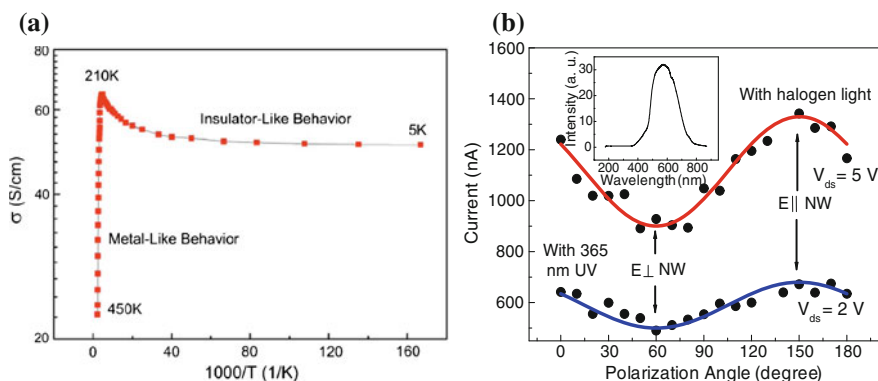 (a)
80
60
40
20
σ (S/cm)
210K
Insulator-Like Behavior
5K
Metal-Like Behavior
450K
0 40 80 120 160
1000/T (1/K)
(b)
1600
1400
1200
1000
900
600
Current (nA)
Intensity (a. u.)
30
20
10
0
200 400 600 800
Wavelength (nm)
With halogen light
V_ds = 5 V
E|| NW
With 365
nm UV
E⊥ NW
V_ds = 2 V
0 30 60 90 120 150 180
Polarization Angle (degree)